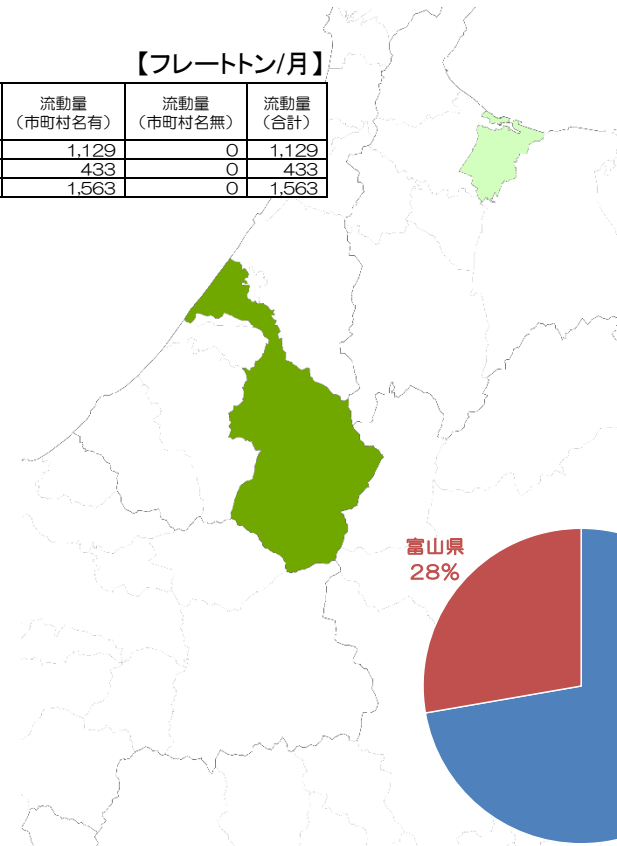 【フレートトン/月】
流動量 流動量 流動量
（市町村名有） （市町村名無） （合計）
1,129 0 1,129
433 0 433
1,563 0 1,563
富山県
28%